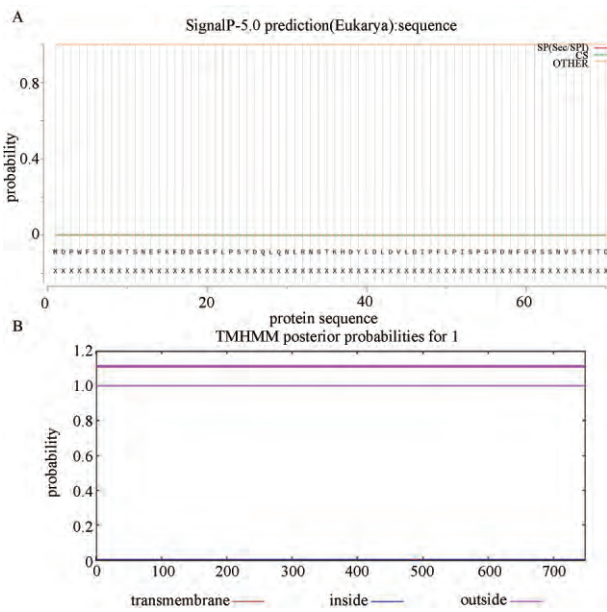 A
SignalP-5.0 prediction(Eukarya):sequence
SP(Sec/SPI)
CS
OTHER
0.8
0.4
0
probability
XXXXXXXXXXXXXXXXXXXXXXXXXXXXXXXXXXXXXXXXXXXXXXXXXXXXXXXXXXXXXXXXXXXXXX
0 20 40 60
protein sequence
B
TMHMM posterior probabilities for 1
1.2
1.0
0.8
0.6
0.4
0.2
0
probability
0 100 200 300 400 500 600 700
transmembrane inside outside